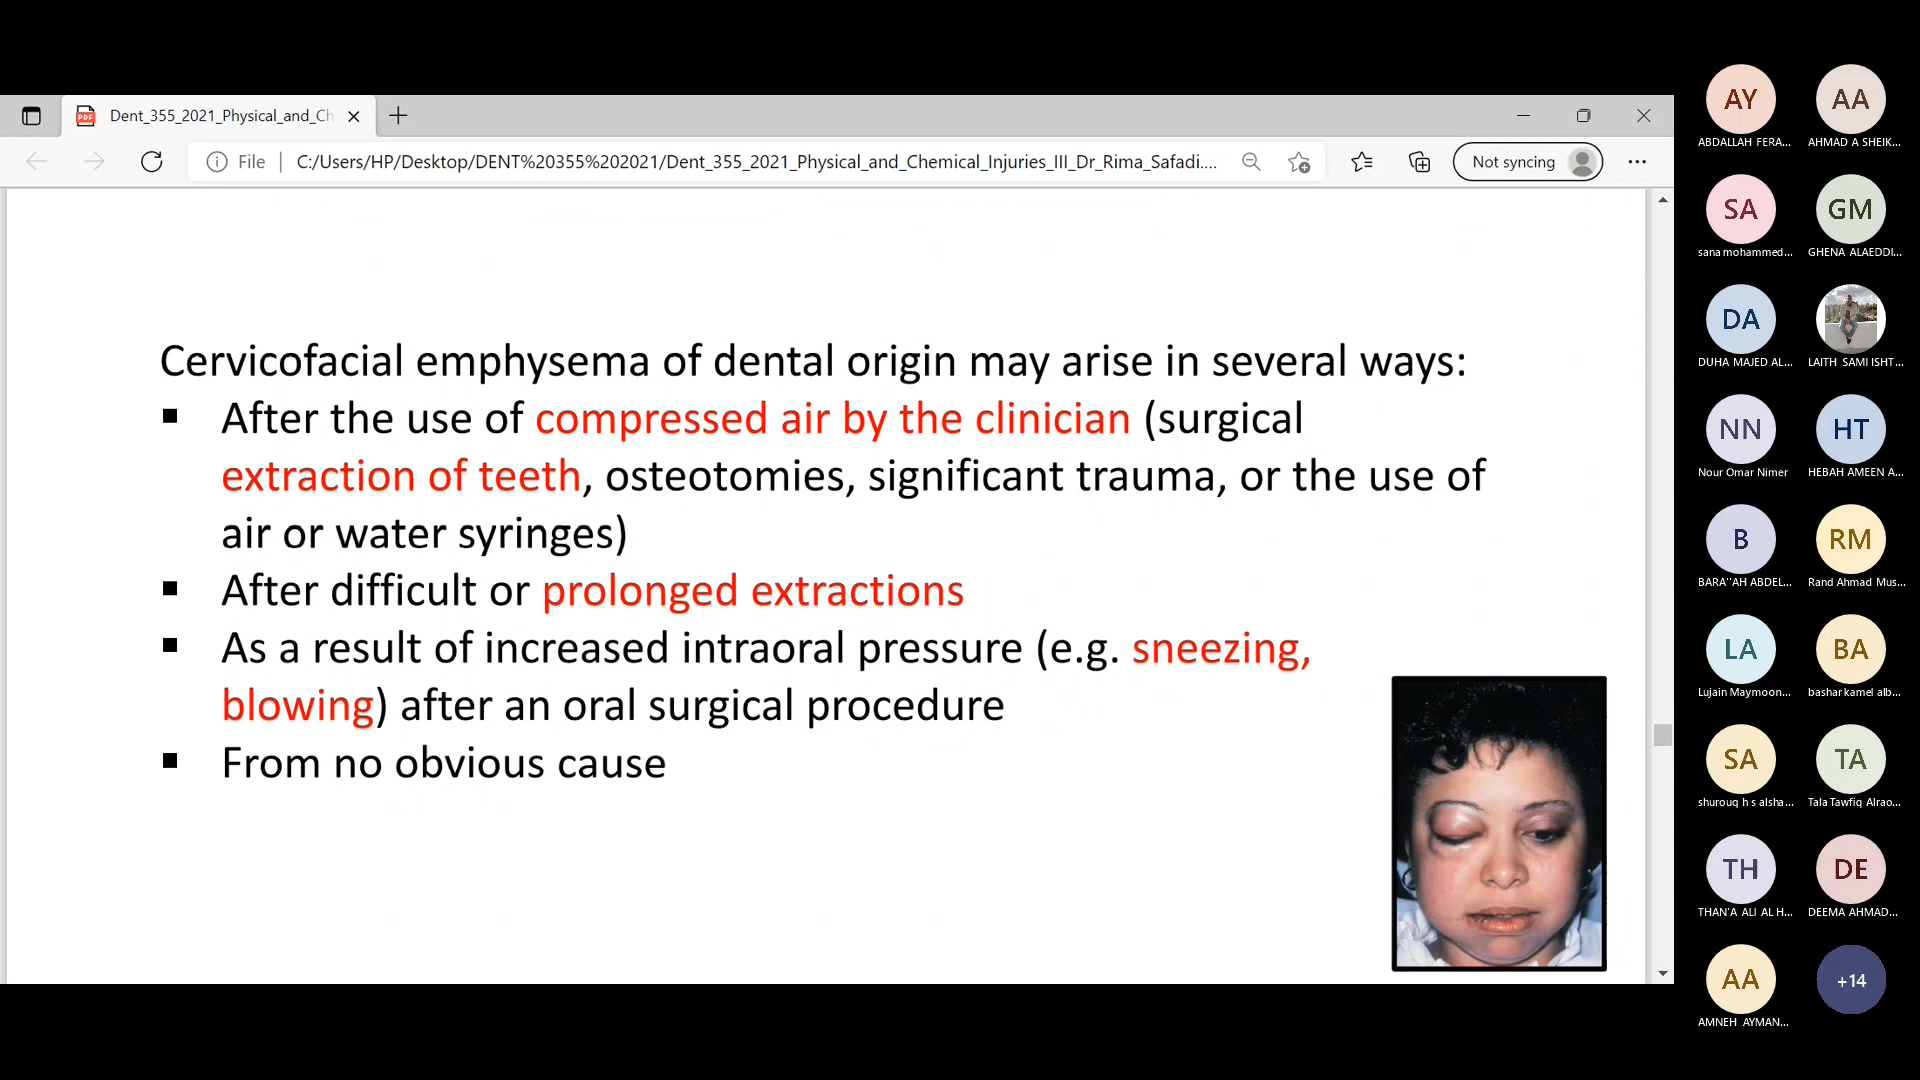 Dent_355_2021_Physical_and_Ch
File
C:/Users/HP/Desktop/DENT%20355%202021/Dent_355_2021_Physical_and_Chemical_Injuries_III_Dr_Rima_Safadi....
Not syncing
Cervicofacial emphysema of dental origin may arise in several ways:
▪ After the use of compressed air by the clinician (surgical
extraction of teeth, osteotomies, significant trauma, or the use of
air or water syringes)
▪ After difficult or prolonged extractions
▪ As a result of increased intraoral pressure (e.g. sneezing,
blowing) after an oral surgical procedure
▪ From no obvious cause
AY AA
ABDALLAH FERA... AHMAD A SHEIK...
SA GM
sana mohammed... GHENA ALAEDDI...
DA
DUHA MAJED AL... LAITH SAMI ISHT...
NN HT
Nour Omar Nimer HEBAH AMEEN A...
B RM
BARA''AH ABDEL... Rand Ahmad Mus...
LA BA
Lujain Maymoon... bashar kamel alb...
SA TA
shurouq h s alsha... Tala Tawfiq Alrao...
TH DE
THAN'A ALI AL H... DEEMA AHMAD...
AA +14
AMNEH AYMAN...